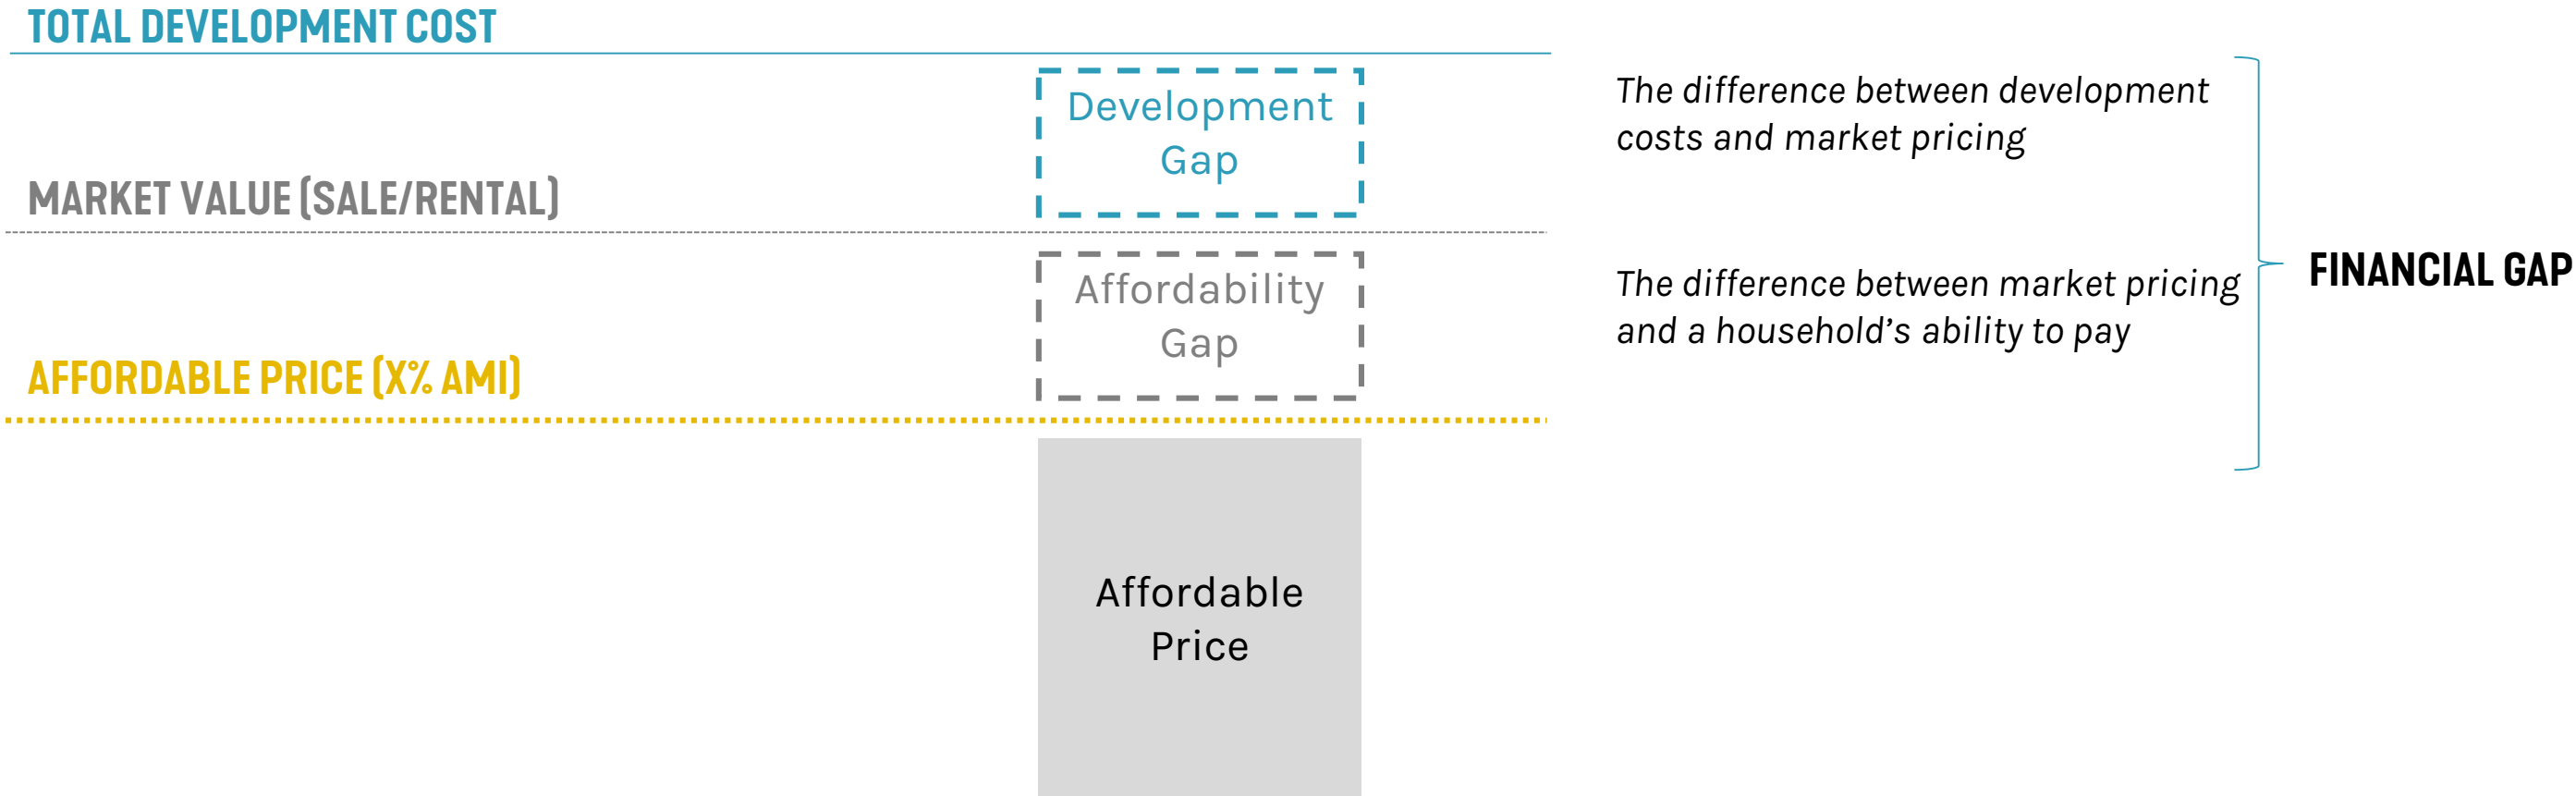 TOTAL DEVELOPMENT COST
Development
Gap
The difference between development
costs and market pricing
MARKET VALUE (SALE/RENTAL)
Affordability
Gap
The difference between market pricing
and a household’s ability to pay
FINANCIAL GAP
AFFORDABLE PRICE (X% AMI)
Affordable
Price